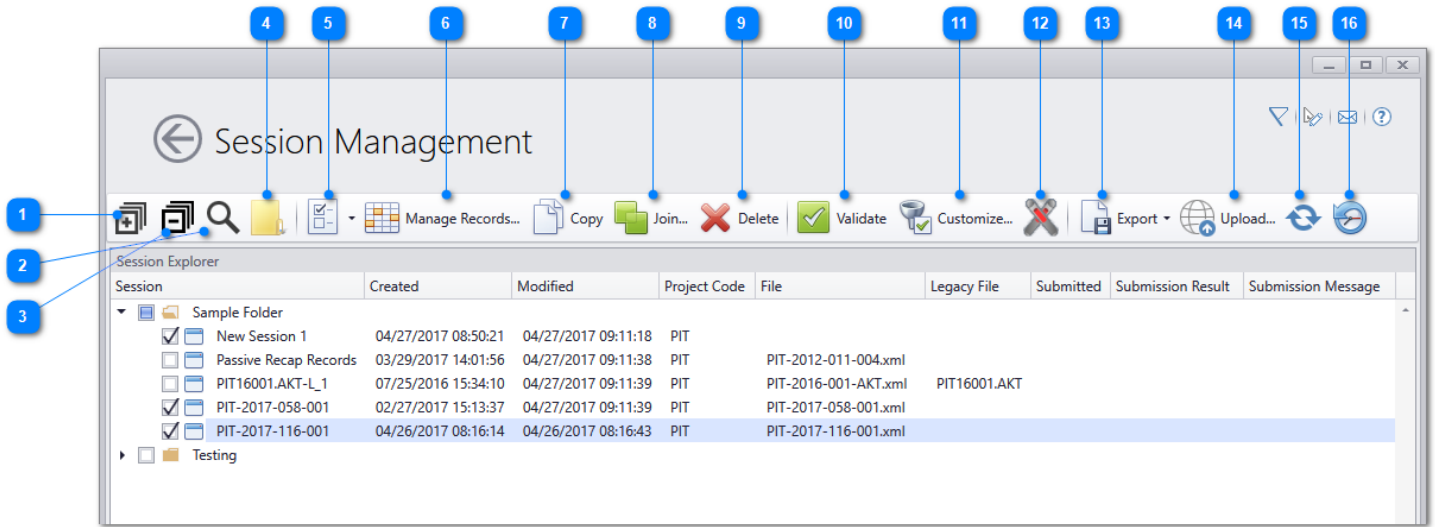 4 5 6 7 8 9 10 11 12 13 14 15 16
Session Management
1 Manage Records... Copy Join... Delete Validate Customize... Export Upload...
2
Session Explorer
3
Session Created Modified Project Code File Legacy File Submitted Submission Result Submission Message
Sample Folder
New Session 1 04/27/2017 08:50:21 04/27/2017 09:11:18 PIT
Passive Recap Records 03/29/2017 14:01:56 04/27/2017 09:11:38 PIT PIT-2012-011-004.xml
PIT16001.AKT-L_1 07/25/2016 15:34:10 04/27/2017 09:11:39 PIT PIT-2016-001-AKT.xml PIT16001.AKT
PIT-2017-058-001 02/27/2017 15:13:37 04/27/2017 09:11:39 PIT PIT-2017-058-001.xml
PIT-2017-116-001 04/26/2017 08:16:14 04/26/2017 08:16:43 PIT PIT-2017-116-001.xml
Testing